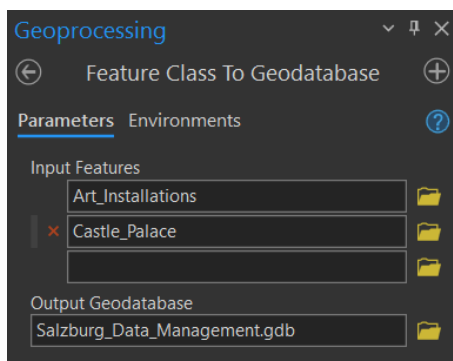 Geoprocessing
Feature Class To Geodatabase
Parameters Environments
Input Features
Art_Installations
Castle_Palace
Output Geodatabase
Salzburg_Data_Management.gdb